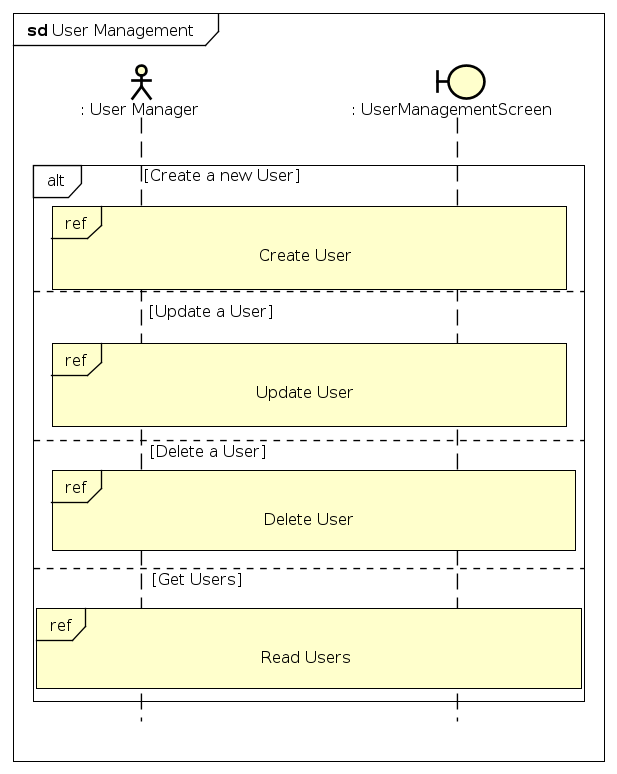 sd User Management
: User Manager
: UserManagementScreen
alt
[Create a new User]
ref
Create User
[Update a User]
ref
Update User
[Delete a User]
ref
Delete User
[Get Users]
ref
Read Users